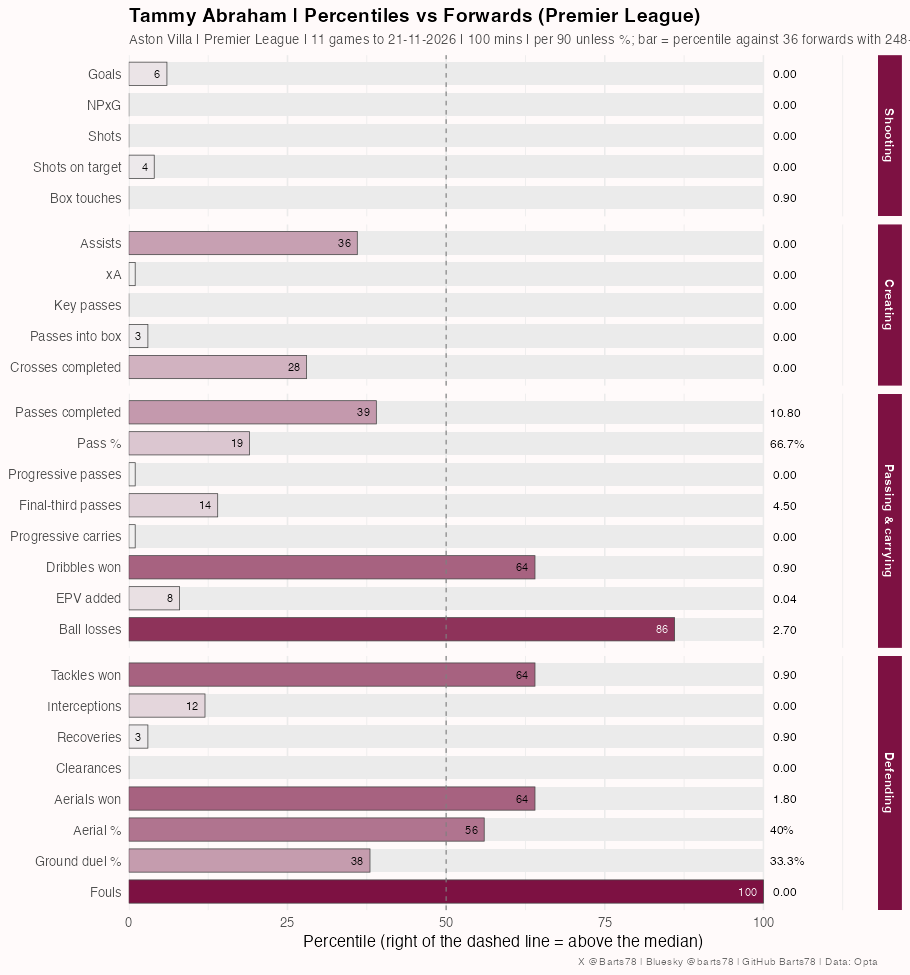 Tammy Abraham | Percentiles vs Forwards (Premier League)
Aston Villa | Premier League | 11 games to 21-11-2026 | 100 mins | per 90 unless %; bar = percentile against 36 forwards with 248-
Goals 6 0.00
NPxG 0.00
Shots 0.00
Shots on target 4 0.00
Box touches 0.90
Shooting
Assists 36 0.00
xA 0.00
Key passes 0.00
Passes into box 3 0.00
Crosses completed 28 0.00
Creating
Passes completed 39 10.80
Pass % 19 66.7%
Progressive passes 0.00
Final-third passes 14 4.50
Progressive carries 0.00
Dribbles won 64 0.90
EPV added 8 0.04
Ball losses 86 2.70
Passing & carrying
Tackles won 64 0.90
Interceptions 12 0.00
Recoveries 3 0.90
Clearances 0.00
Aerials won 64 1.80
Aerial % 56 40%
Ground duel % 38 33.3%
Fouls 100 0.00
Defending
0 25 50 75 100
Percentile (right of the dashed line = above the median)
X @Barts78 | Bluesky @barts78 | GitHub Barts78 | Data: Opta